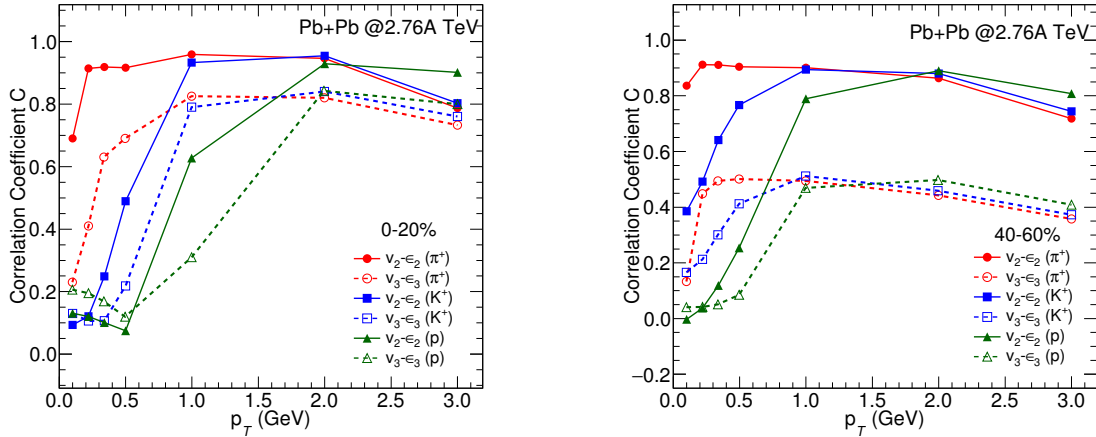 Pb+Pb @2.76A TeV
Correlation Coefficient C
1.0
0.8
0.6
0.4
0.2
0.0
0-20%
v₂-ϵ₂ (π⁺)
v₃-ϵ₃ (π⁺)
v₂-ϵ₂ (K⁺)
v₃-ϵ₃ (K⁺)
v₂-ϵ₂ (p)
v₃-ϵ₃ (p)
0.0 0.5 1.0 1.5 2.0 2.5 3.0
p_T (GeV)
Pb+Pb @2.76A TeV
Correlation Coefficient C
1.0
0.8
0.6
0.4
0.2
0.0
−0.2
40-60%
v₂-ϵ₂ (π⁺)
v₃-ϵ₃ (π⁺)
v₂-ϵ₂ (K⁺)
v₃-ϵ₃ (K⁺)
v₂-ϵ₂ (p)
v₃-ϵ₃ (p)
0.0 0.5 1.0 1.5 2.0 2.5 3.0
p_T (GeV)